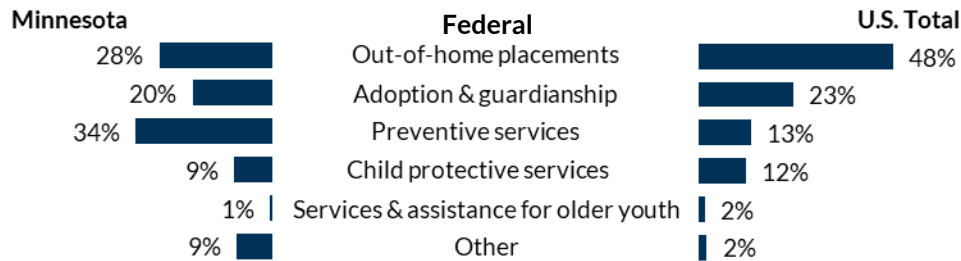 Minnesota Federal U.S. Total
28% Out-of-home placements 48%
20% Adoption & guardianship 23%
34% Preventive services 13%
9% Child protective services 12%
1% Services & assistance for older youth 2%
9% Other 2%